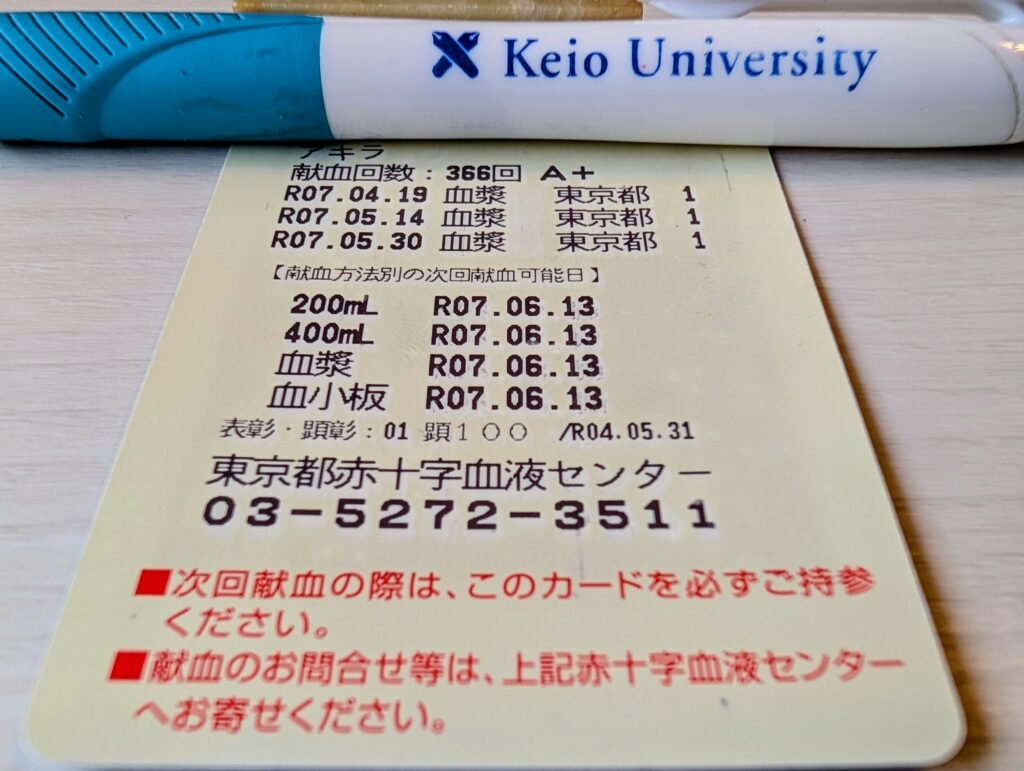 Keio University
アキラ
献血回数:366回 A+
R07.04.19 血漿 東京都 1
R07.05.14 血漿 東京都 1
R07.05.30 血漿 東京都 1
【献血方法別の次回献血可能日】
200mL R07.06.13
400mL R07.06.13
血漿 R07.06.13
血小板 R07.06.13
表彰・顕彰:01 顕100 /R04.05.31
東京都赤十字血液センター
03-5272-3511
■次回献血の際は、このカードを必ずご持参
ください。
■献血のお問合せ等は、上記赤十字血液センター
へお寄せください。